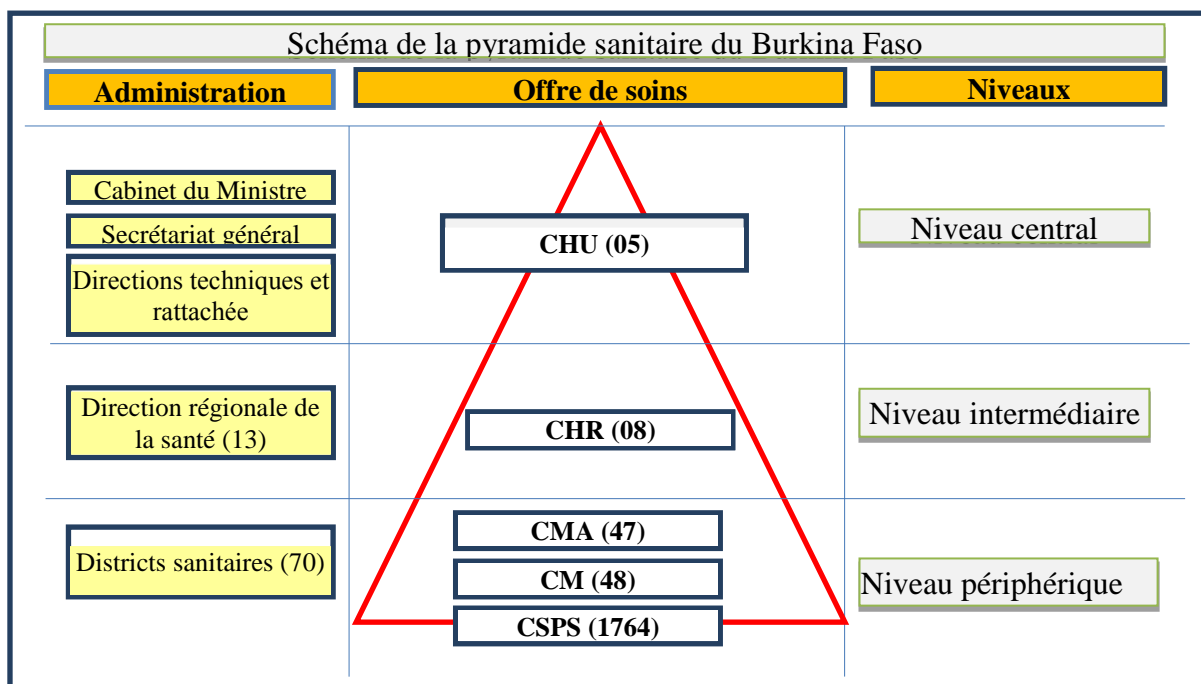 Schéma de la pyramide sanitaire du Burkina Faso
Administration
Offre de soins
Niveaux
Cabinet du Ministre
Secrétariat général
Directions techniques et
rattachée
CHU (05)
Niveau central
Direction régionale de
la santé (13)
CHR (08)
Niveau intermédiaire
Districts sanitaires (70)
CMA (47)
CM (48)
CSPS (1764)
Niveau périphérique